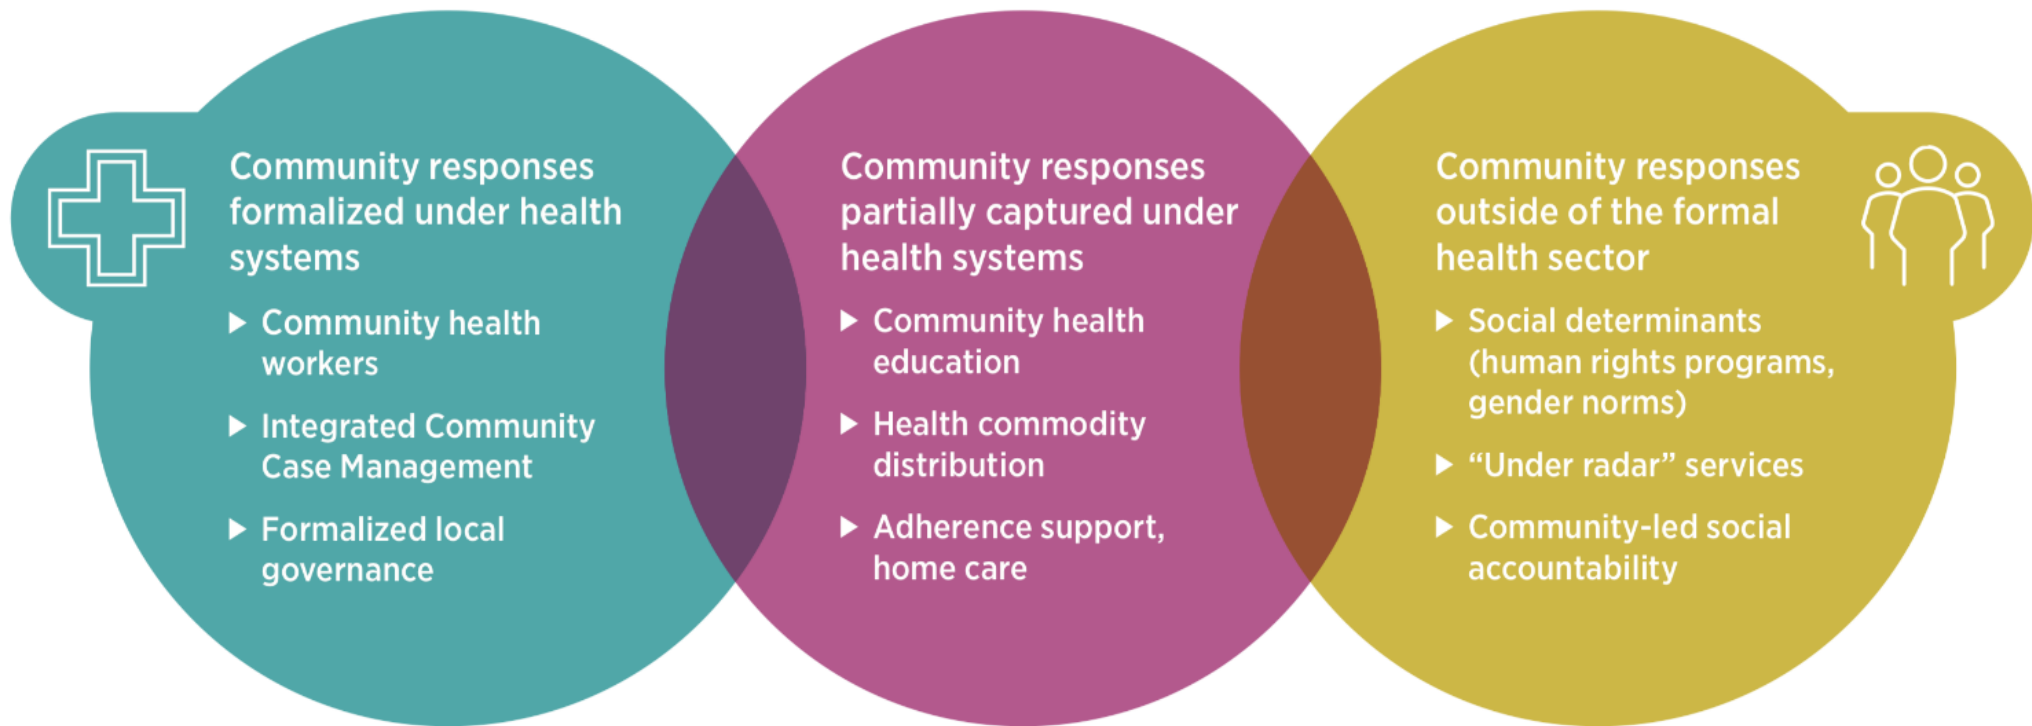 Community responses
formalized under health
systems
▶ Community health
workers
▶ Integrated Community
Case Management
▶ Formalized local
governance
Community responses
partially captured under
health systems
▶ Community health
education
▶ Health commodity
distribution
▶ Adherence support,
home care
Community responses
outside of the formal
health sector
▶ Social determinants
(human rights programs,
gender norms)
▶ “Under radar” services
▶ Community-led social
accountability